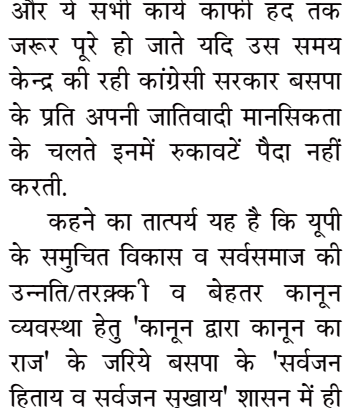 और ये सभी कार्य काफी हद तक
जरूर पूरे हो जाते यदि उस समय
केन्द्र की रही कांग्रेसी सरकार बसपा
के प्रति अपनी जातिवादी मानसिकता
के चलते इनमें रुकावटें पैदा नहीं
करती.
कहने का तात्पर्य यह है कि यूपी
के समुचित विकास व सर्वसमाज की
उन्नति/तरक़्की व बेहतर कानून
व्यवस्था हेतु 'कानून द्वारा कानून का
राज' के जरिये बसपा के 'सर्वजन
हिताय व सर्वजन सुखाय' शासन में ही